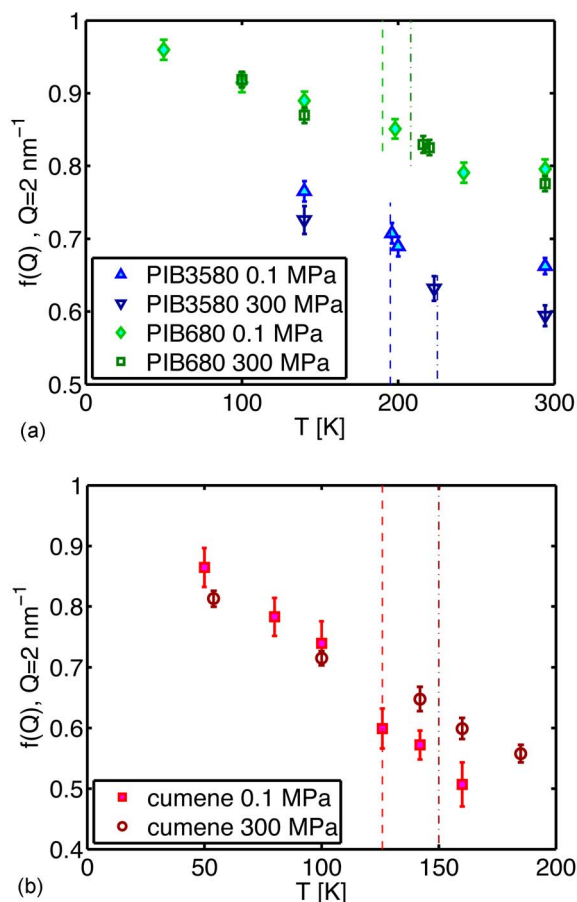 1
0.9
0.8
0.7
0.6
0.5
f(Q) , Q=2 nm⁻¹
PIB3580 0.1 MPa
PIB3580 300 MPa
PIB680 0.1 MPa
PIB680 300 MPa
0 100 200 300
(a) T [K]
1
0.9
0.8
0.7
0.6
0.5
0.4
f(Q), Q=2 nm⁻¹
cumene 0.1 MPa
cumene 300 MPa
0 50 100 150 200
(b) T [K]